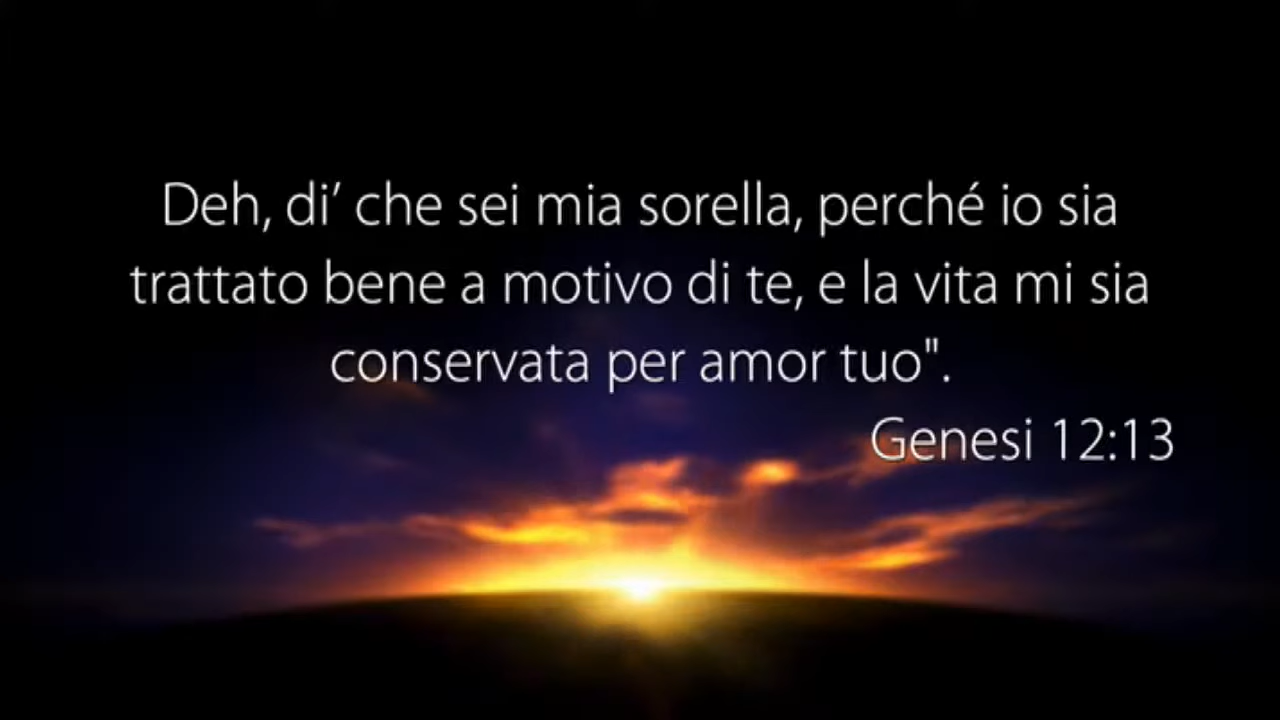 Deh, di’ che sei mia sorella, perché io sia
trattato bene a motivo di te, e la vita mi sia
conservata per amor tuo".
Genesi 12:13